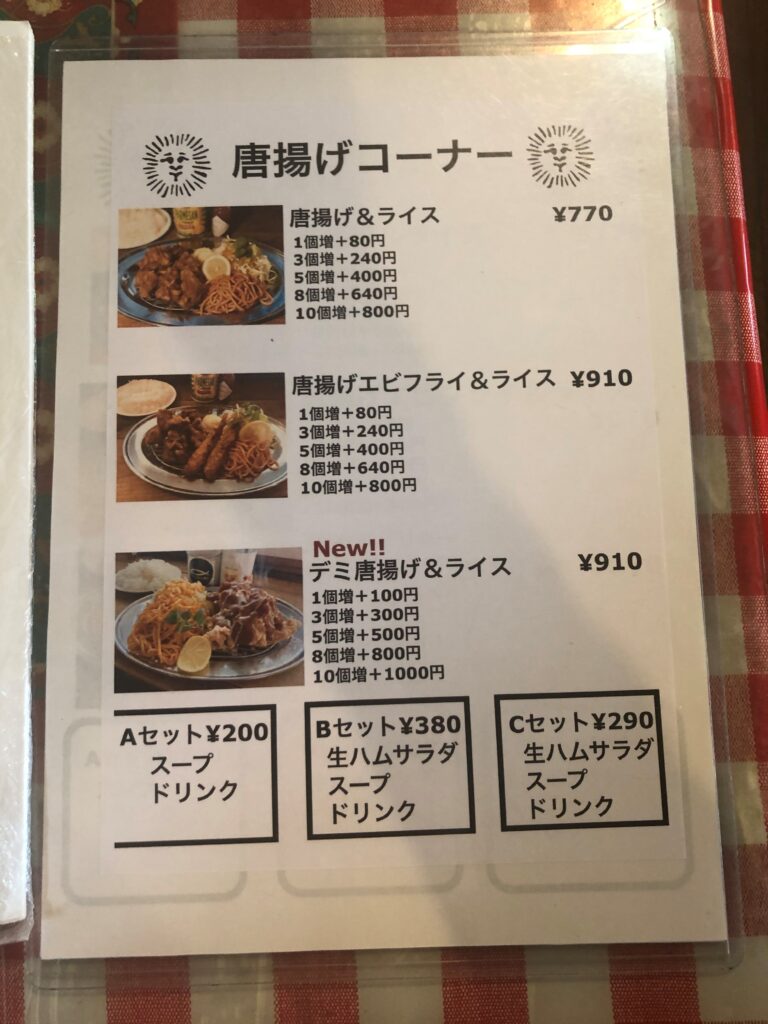 唐揚げコーナー
唐揚げ＆ライス ¥770
1個増＋80円
3個増＋240円
5個増＋400円
8個増＋640円
10個増＋800円
唐揚げエビフライ＆ライス ¥910
1個増＋80円
3個増＋240円
5個増＋400円
8個増＋640円
10個増＋800円
New!!
デミ唐揚げ＆ライス ¥910
1個増＋100円
3個増＋300円
5個増＋500円
8個増＋800円
10個増＋1000円
Aセット¥200
スープ
ドリンク
Bセット¥380
生ハムサラダ
スープ
ドリンク
Cセット¥290
生ハムサラダ
スープ
ドリンク